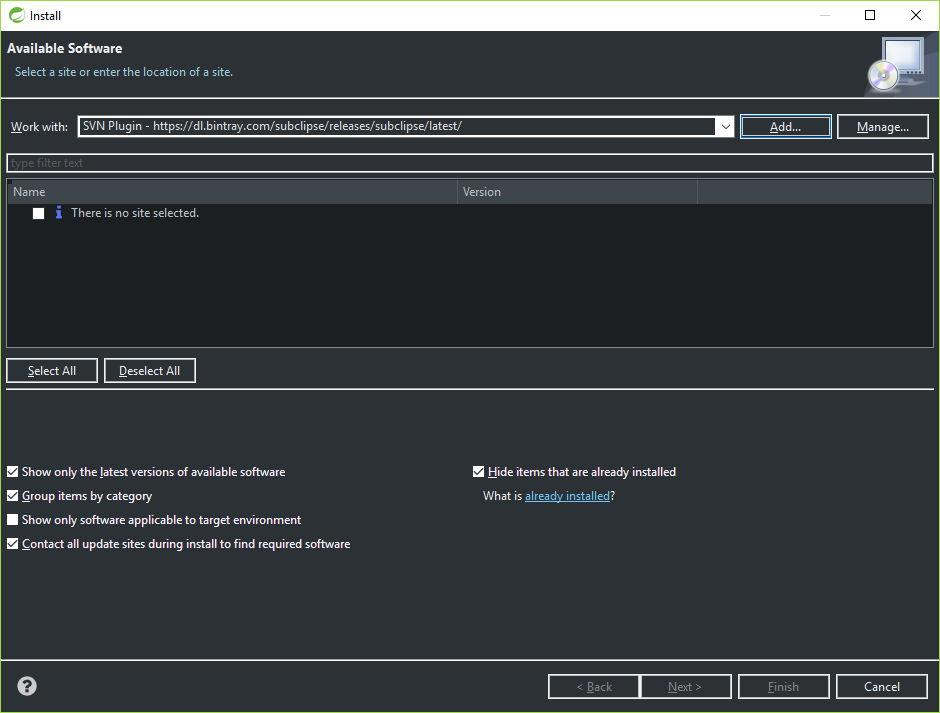 Install
Available Software
Select a site or enter the location of a site.
Work with: SVN Plugin - https://dl.bintray.com/subclipse/releases/subclipse/latest/ Add... Manage...
type filter text
Name Version
There is no site selected.
Select All Deselect All
Show only the latest versions of available software Hide items that are already installed
Group items by category What is already installed?
Show only software applicable to target environment
Contact all update sites during install to find required software
? < Back Next > Finish Cancel